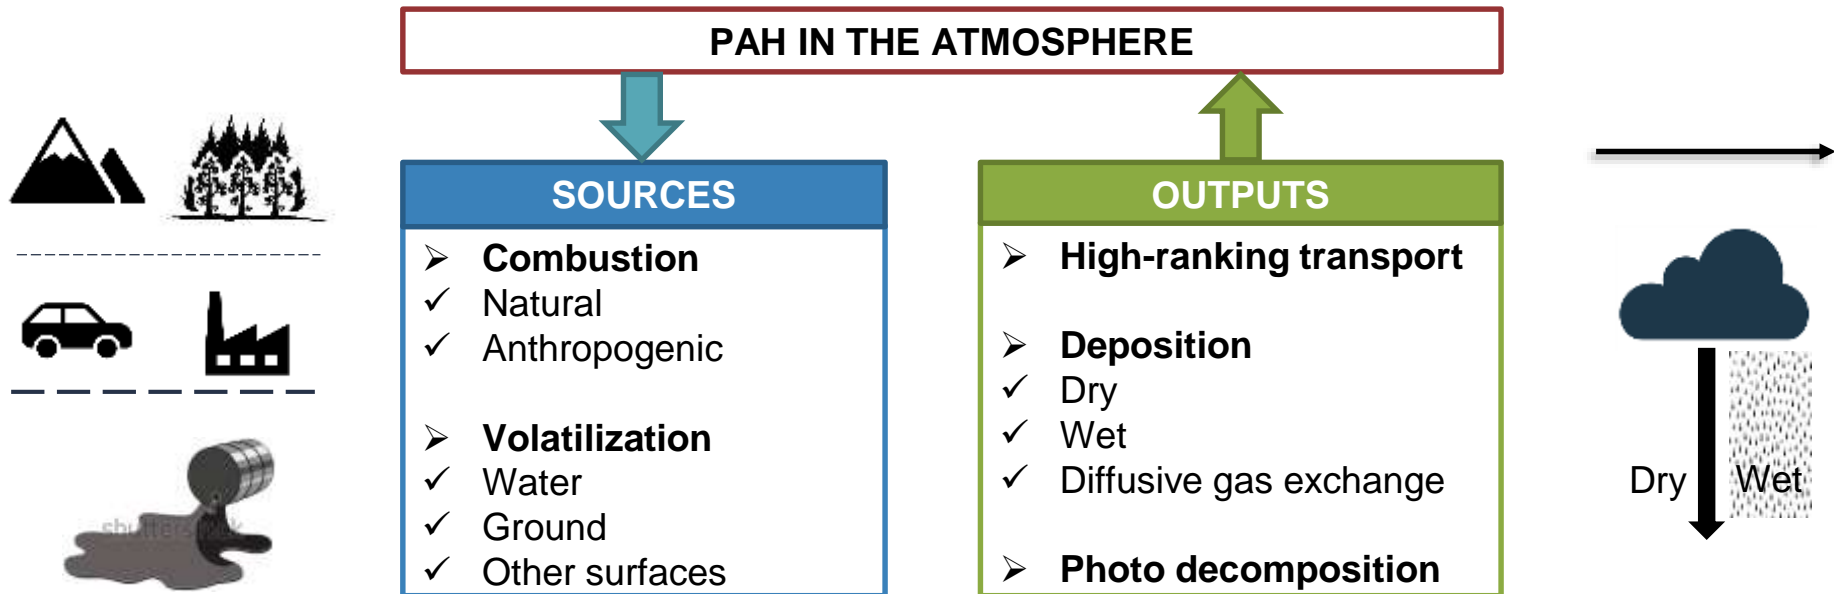 PAH IN THE ATMOSPHERE
SOURCES
➢ Combustion
✓ Natural
✓ Anthropogenic
➢ Volatilization
✓ Water
✓ Ground
✓ Other surfaces
OUTPUTS
➢ High-ranking transport
➢ Deposition
✓ Dry
✓ Wet
✓ Diffusive gas exchange
➢ Photo decomposition
Dry
Wet